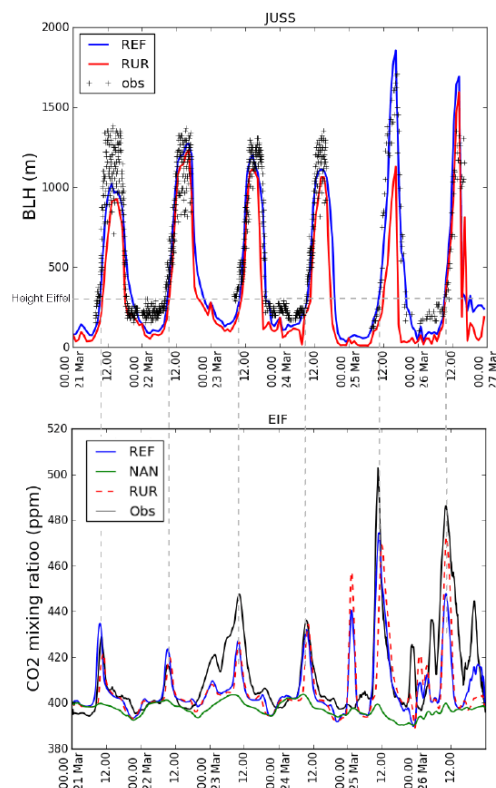 JUSS
2000
1500
1000
500
0
BLH (m)
Height Eiffel
REF
RUR
obs
00.00
21 Mar
12.00
00.00
22 Mar
12.00
00.00
23 Mar
12.00
00.00
24 Mar
12.00
00.00
25 Mar
12.00
00.00
26 Mar
12.00
00.00
27 Mar
EIF
520
500
480
460
440
420
400
380
CO2 mixing ratioo (ppm)
REF
NAN
RUR
Obs
00.00
21 Mar
12.00
00.00
22 Mar
12.00
00.00
23 Mar
12.00
00.00
24 Mar
12.00
00.00
25 Mar
12.00
00.00
26 Mar
12.00